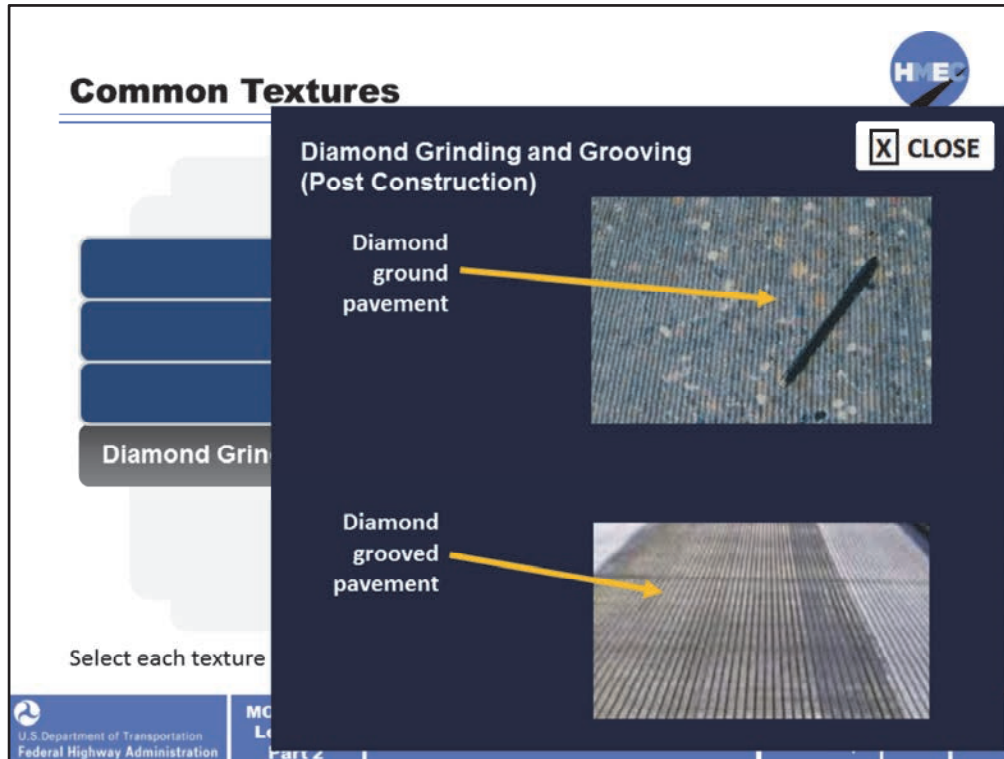 HMEC
Common Textures
Diamond Grinding and Grooving
(Post Construction)
X CLOSE
Diamond
ground
pavement
Diamond Grin
Diamond
grooved
pavement
Select each texture
U.S.Department of Transportation
Federal Highway Administration
Part 2